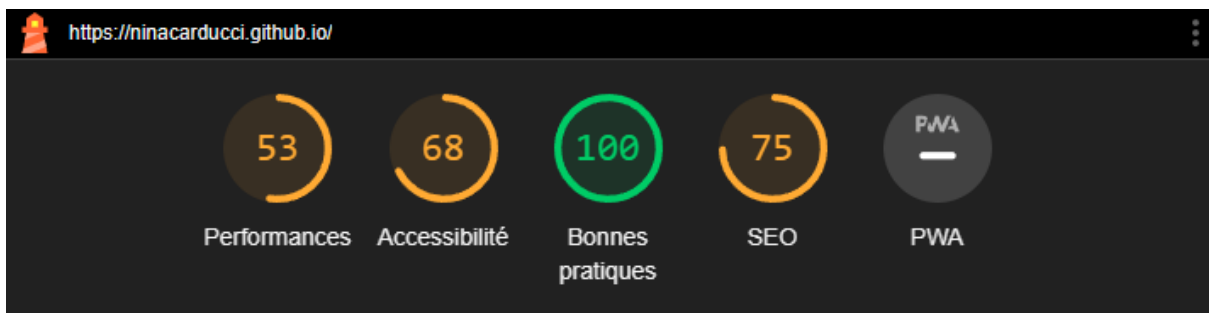 https://ninacarducci.github.io/
53
68
100
75
PWA
Performances
Accessibilité
Bonnes
pratiques
SEO
PWA